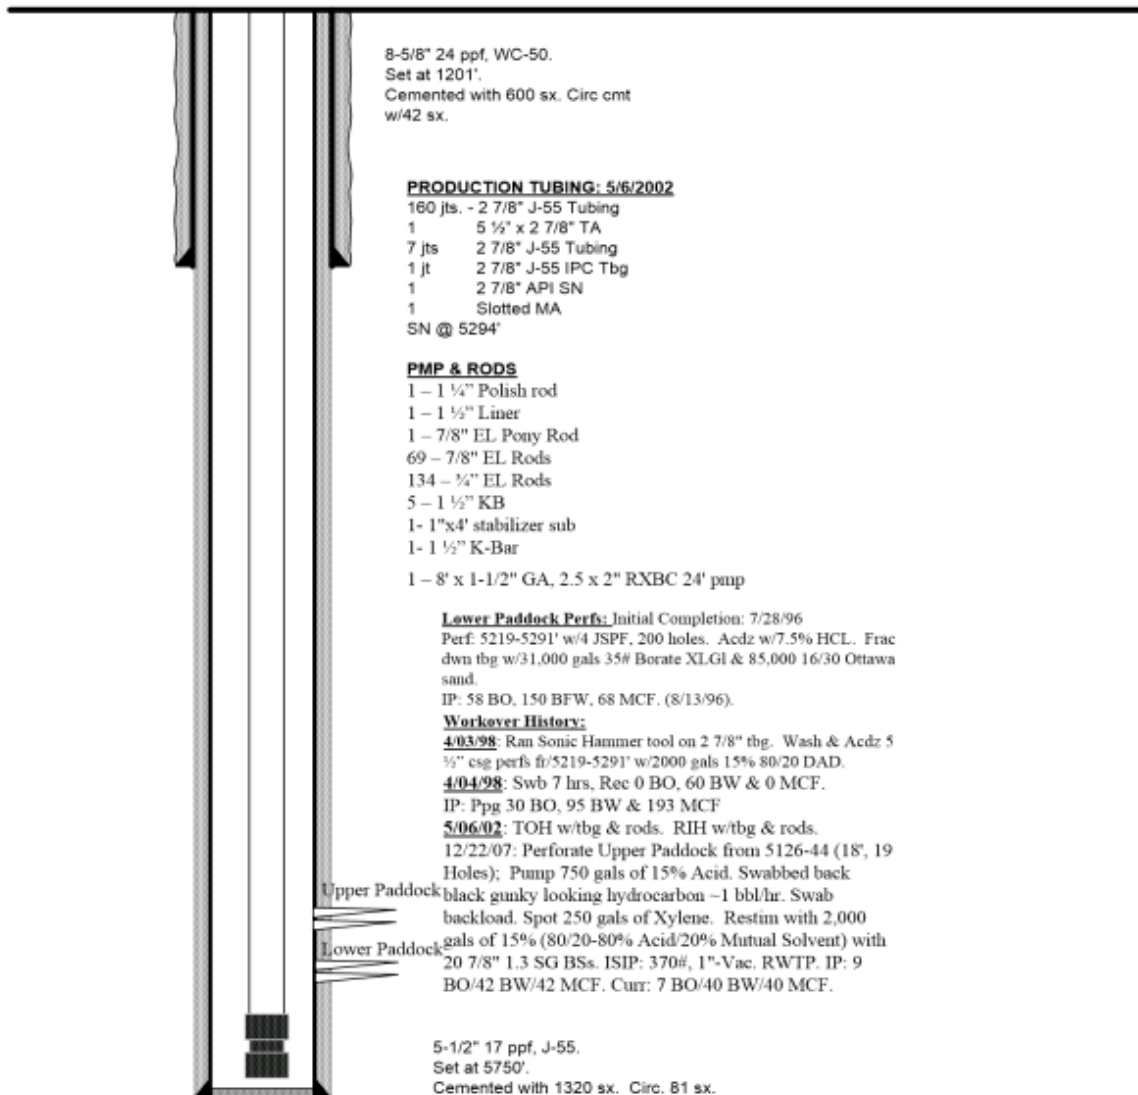 8-5/8" 24 ppf, WC-50.
Set at 1201'.
Cemented with 600 sx. Circ cmt
w/42 sx.
PRODUCTION TUBING: 5/6/2002
160 jts. - 2 7/8" J-55 Tubing
1 5 ½" x 2 7/8" TA
7 jts 2 7/8" J-55 Tubing
1 jt 2 7/8" J-55 IPC Tbg
1 2 7/8" API SN
1 Slotted MA
SN @ 5294'
PMP & RODS
1 – 1 ¼" Polish rod
1 – 1 ½" Liner
1 – 7/8" EL Pony Rod
69 – 7/8" EL Rods
134 – ¾" EL Rods
5 – 1 ½" KB
1- 1"x4' stabilizer sub
1- 1 ½" K-Bar
1 – 8' x 1-1/2" GA, 2.5 x 2" RXBC 24' pmp
Lower Paddock Perfs: Initial Completion: 7/28/96
Perf: 5219-5291' w/4 JSPF, 200 holes. Acdz w/7.5% HCL. Frac
dwn tbg w/31,000 gals 35# Borate XLGI & 85,000 16/30 Ottawa
sand.
IP: 58 BO, 150 BFW, 68 MCF. (8/13/96).
Workover History:
4/03/98: Ran Sonic Hammer tool on 2 7/8" tbg. Wash & Acdz 5
½" csg perfs fr/5219-5291' w/2000 gals 15% 80/20 DAD.
4/04/98: Swb 7 hrs, Rec 0 BO, 60 BW & 0 MCF.
IP: Ppg 30 BO, 95 BW & 193 MCF
5/06/02: TOH w/tbg & rods. RIH w/tbg & rods.
12/22/07: Perforate Upper Paddock from 5126-44 (18', 19
Holes); Pump 750 gals of 15% Acid. Swabbed back
black gunky looking hydrocarbon ~1 bbl/hr. Swab
backload. Spot 250 gals of Xylene. Restim with 2,000
gals of 15% (80/20-80% Acid/20% Mutual Solvent) with
20 7/8" 1.3 SG BSs. ISIP: 370#, 1"-Vac. RWTP. IP: 9
BO/42 BW/42 MCF. Curr: 7 BO/40 BW/40 MCF.
Upper Paddock
Lower Paddock
5-1/2" 17 ppf, J-55.
Set at 5750'.
Cemented with 1320 sx. Circ. 81 sx.